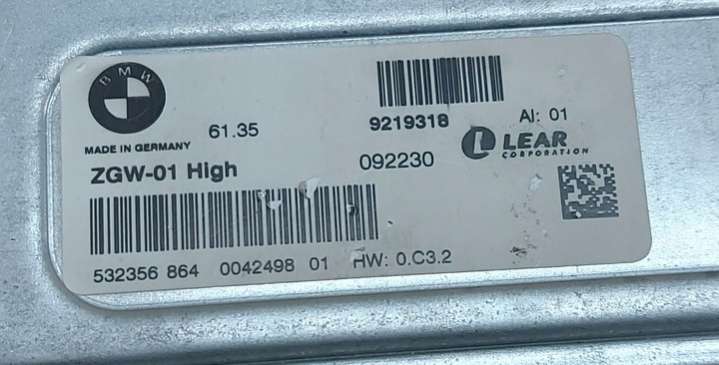 BMW
MADE IN GERMANY
61.35
9219318
AI: 01
LEAR
CORPORATION
ZGW-01 High
092230
532356 864 0042498 01 HW: 0.C3.2